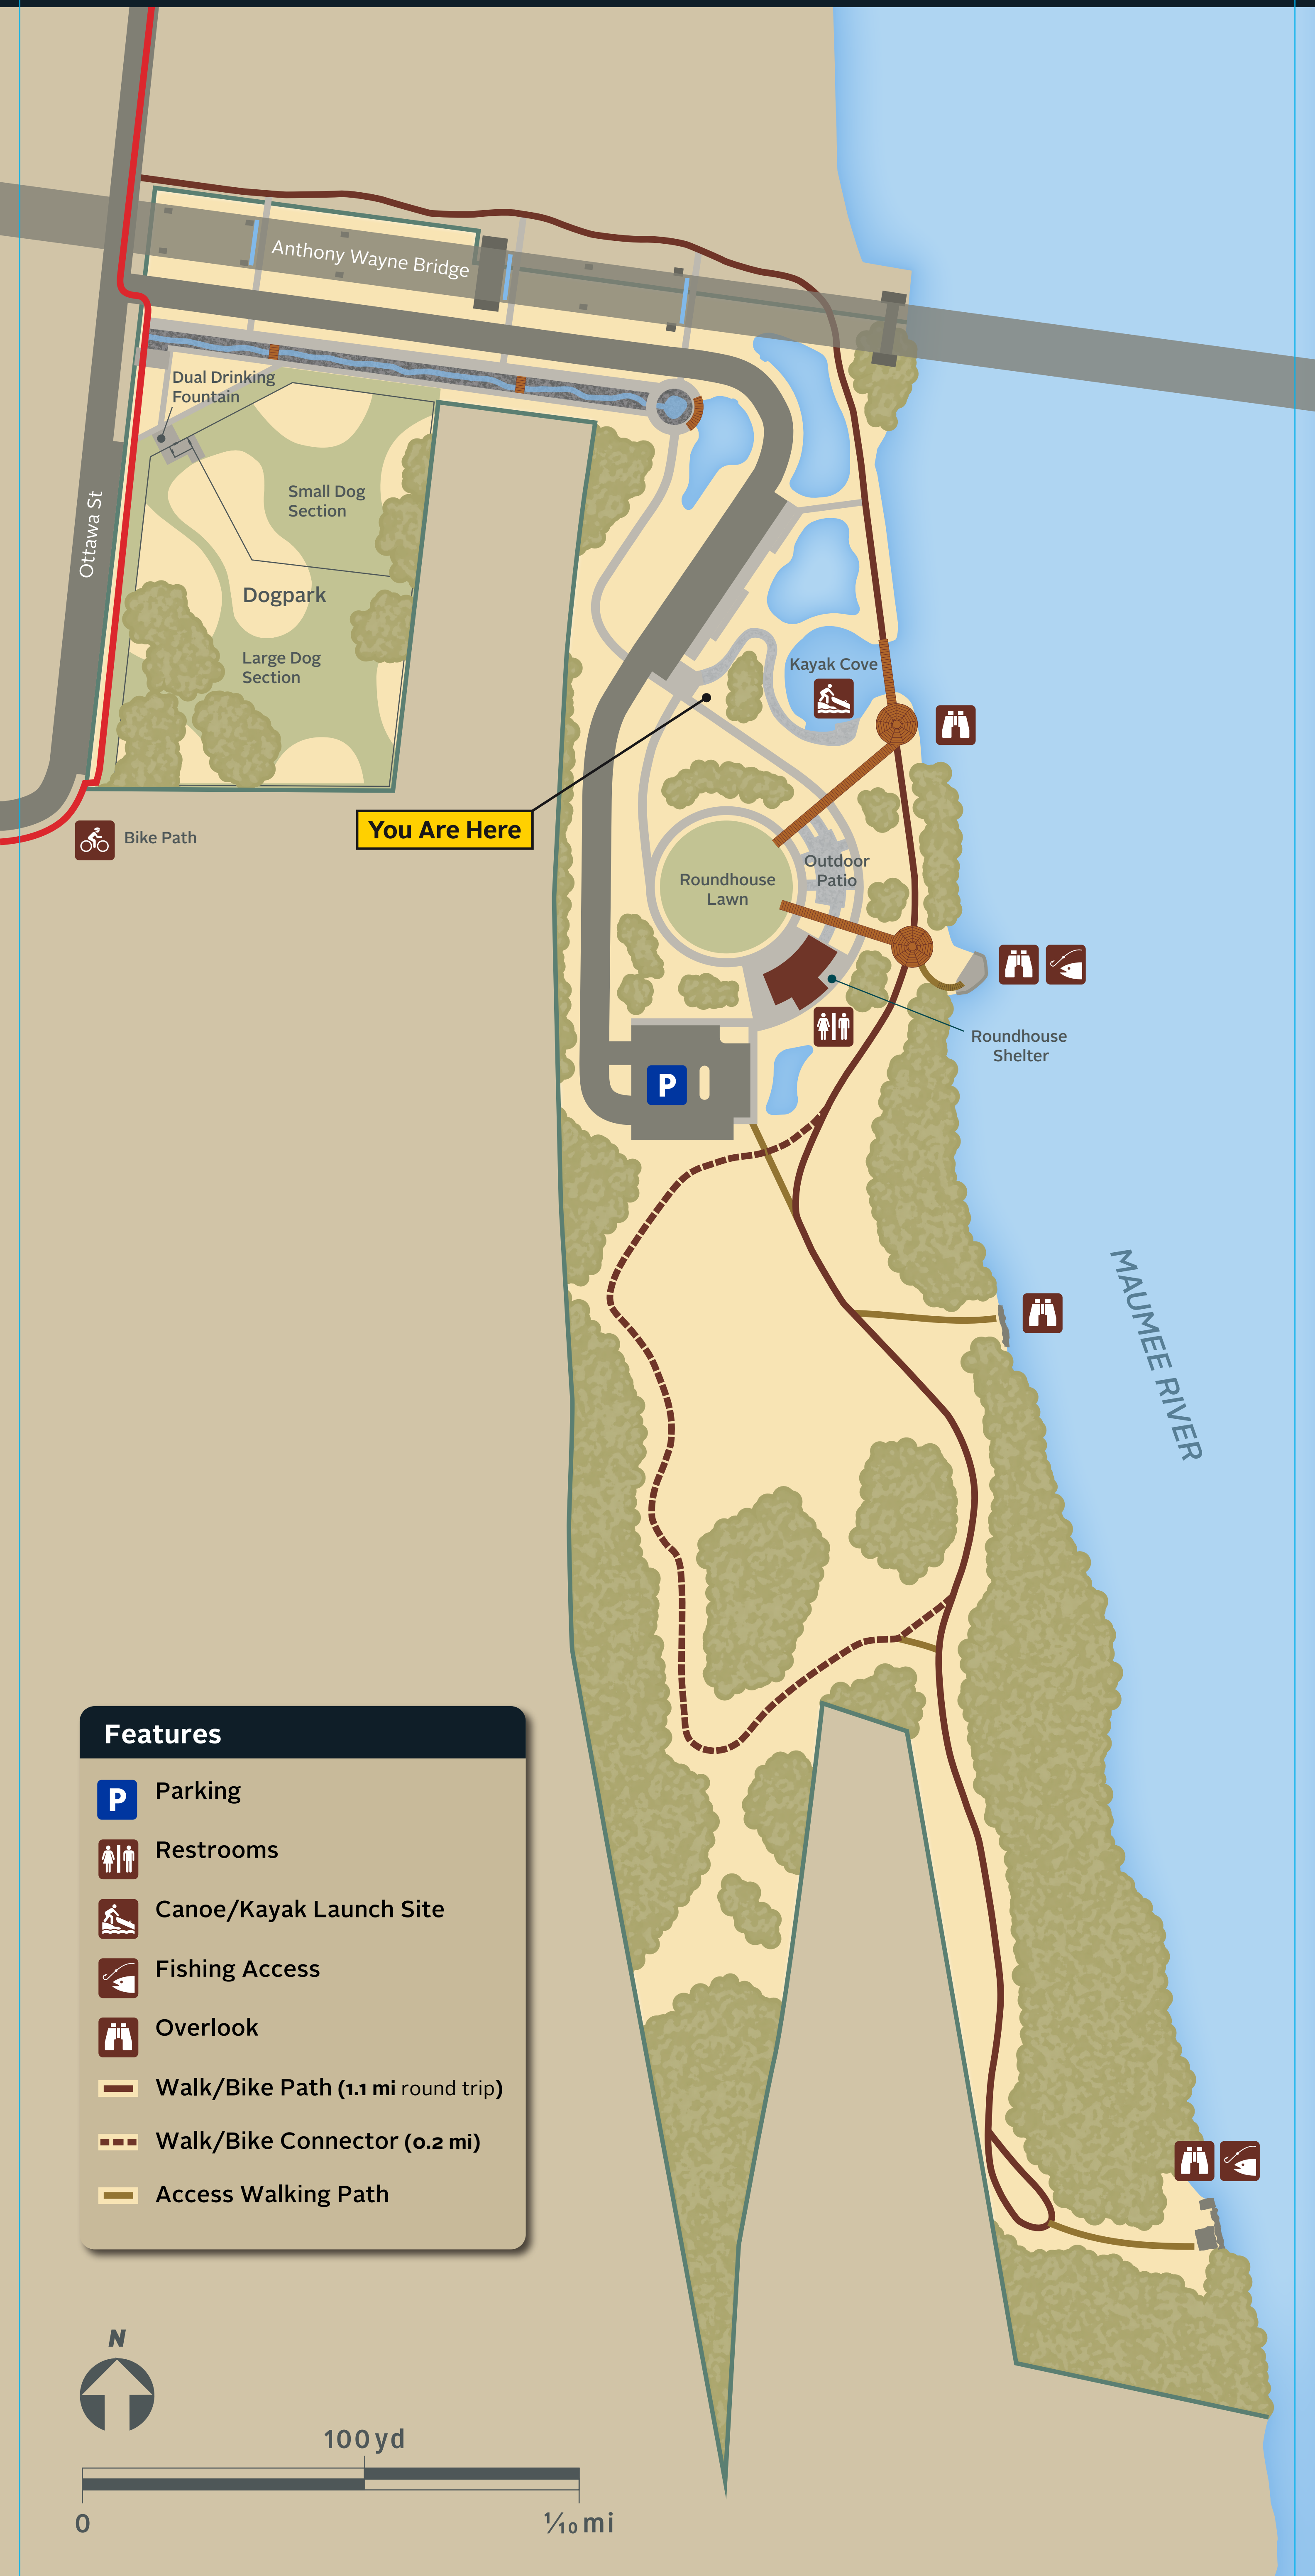 Anthony Wayne Bridge
Dual Drinking
Fountain
Ottawa St
Small Dog
Section
Dogpark
Large Dog
Section
Kayak Cove
You Are Here
Bike Path
Outdoor
Patio
Roundhouse
Lawn
Roundhouse
Shelter
P
MAUMEE RIVER
Features
P Parking
Restrooms
Canoe/Kayak Launch Site
Fishing Access
Overlook
Walk/Bike Path (1.1 mi round trip)
Walk/Bike Connector (0.2 mi)
Access Walking Path
N
100 yd
0 1/10 mi